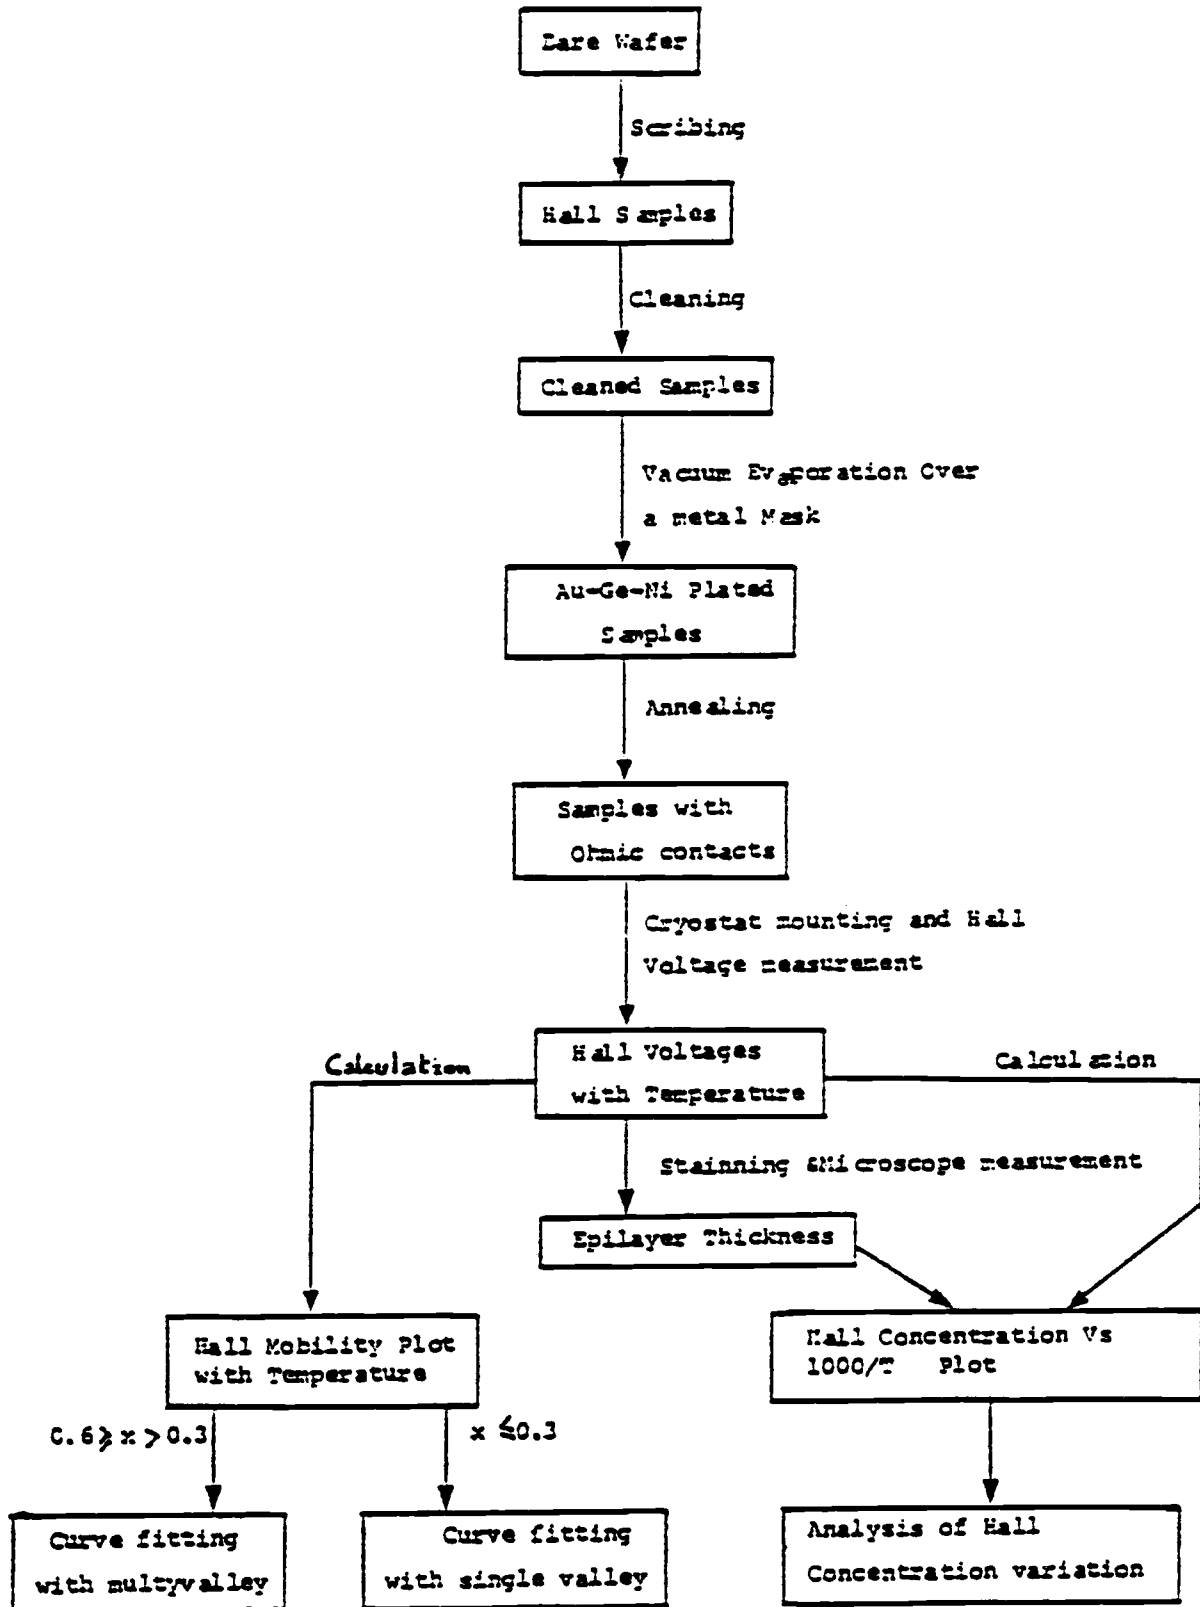 Bare Wafer
Scribing
Hall Samples
Cleaning
Cleaned Samples
Vacuum Evaporation Over
a metal Mask
Au-Ge-Ni Plated
Samples
Annealing
Samples with
Ohmic contacts
Cryostat mounting and Hall
Voltage measurement
Calculation
Hall Voltages
with Temperature
Calculation
Stainning &Microscope measurement
Epilayer Thickness
Hall Mobility Plot
with Temperature
Hall Concentration Vs
1000/T Plot
0.6⩾x>0.3
x≤0.3
Curve fitting
with multyvalley
Curve fitting
with single valley
Analysis of Hall
Concentration variation